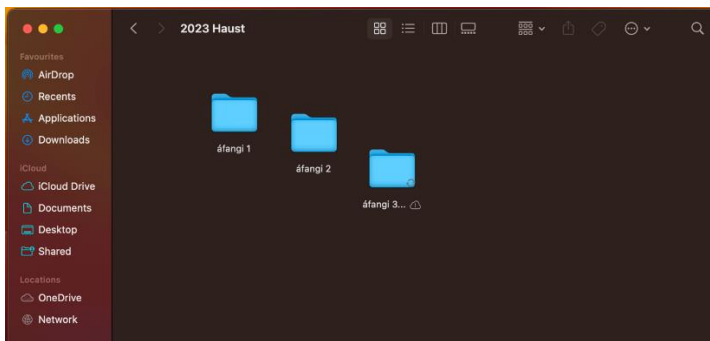 2023 Haust
Favourites
AirDrop
Recents
Applications
Downloads
iCloud
iCloud Drive
Documents
Desktop
Shared
Locations
OneDrive
Network
áfangi 1
áfangi 2
áfangi 3...